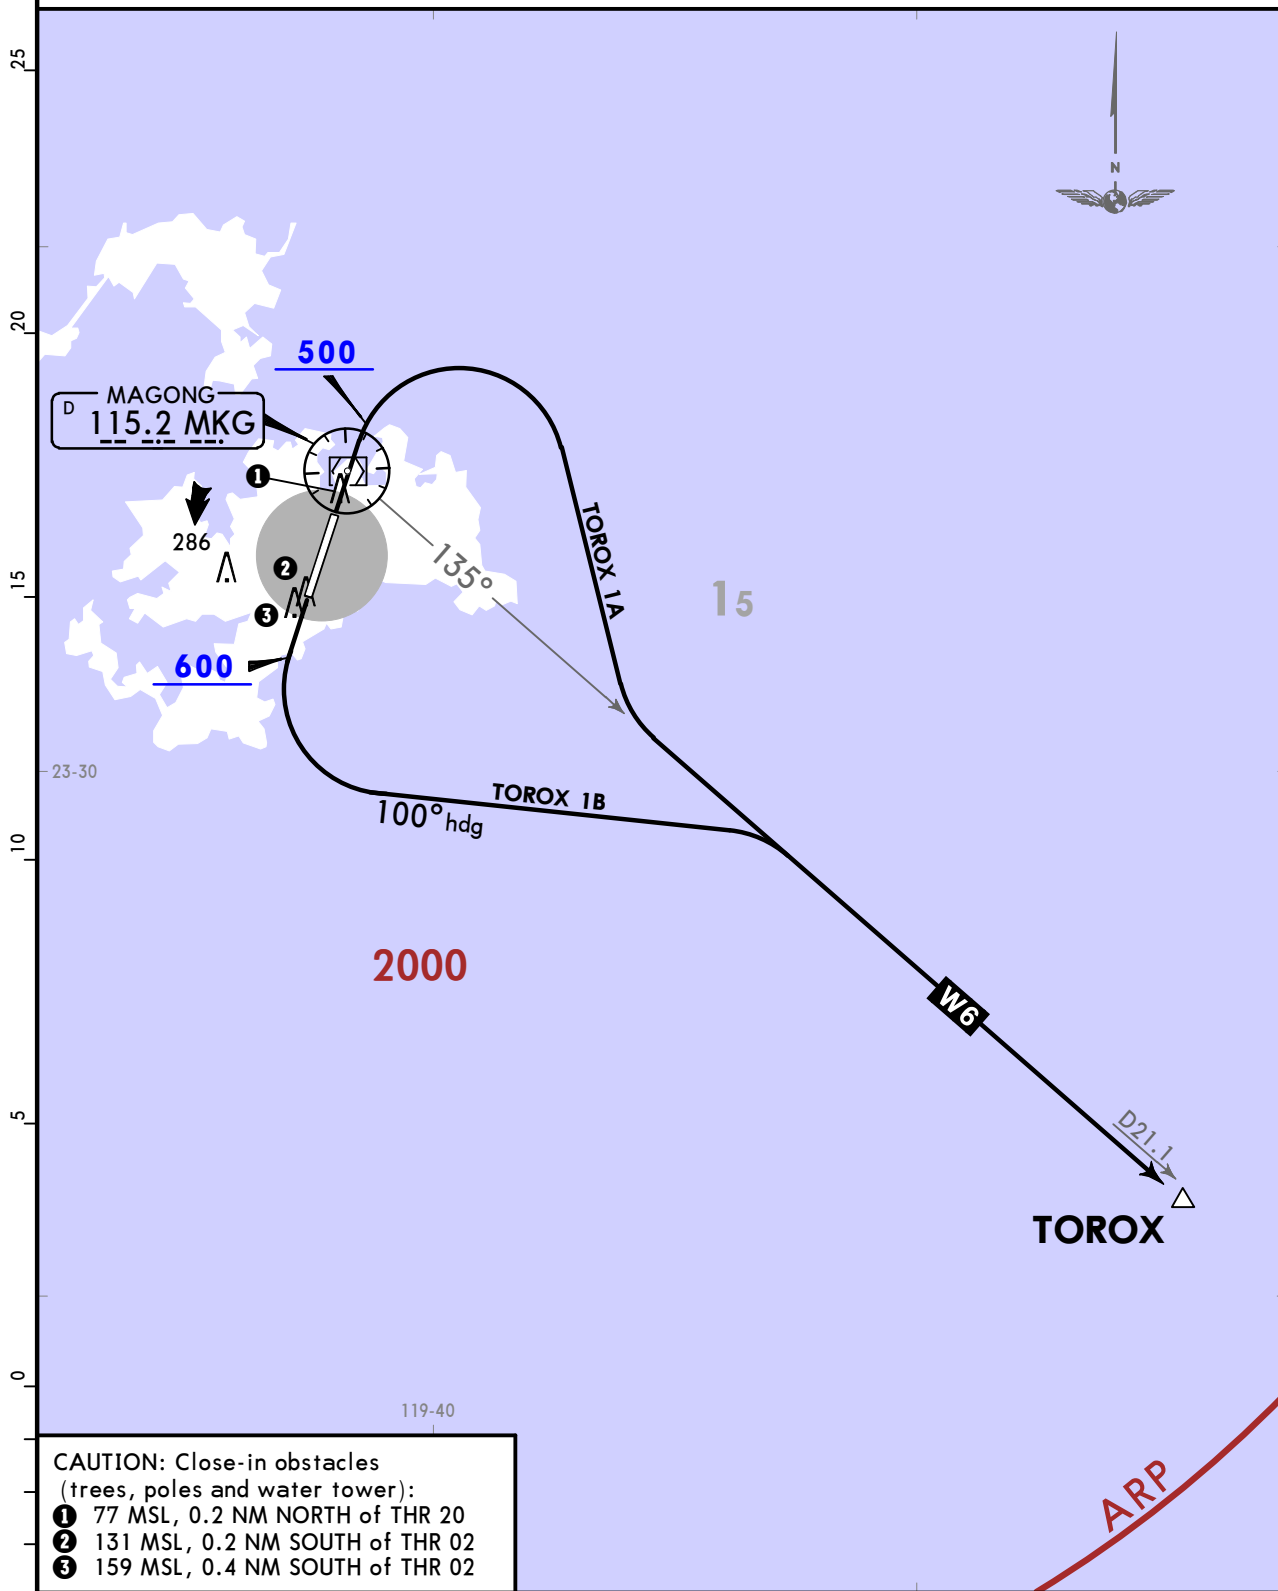 25
N
20
500
MAGONG
D 115.2 MKG
1
286
2
3
135°
TOROX 1A
15
15
600
23-30
TOROX 1B
100° hdg
10
2000
W6
5
D21.1
TOROX
0
119-40
ARP
CAUTION: Close-in obstacles
(trees, poles and water tower):
1 77 MSL, 0.2 NM NORTH of THR 20
2 131 MSL, 0.2 NM SOUTH of THR 02
3 159 MSL, 0.4 NM SOUTH of THR 02